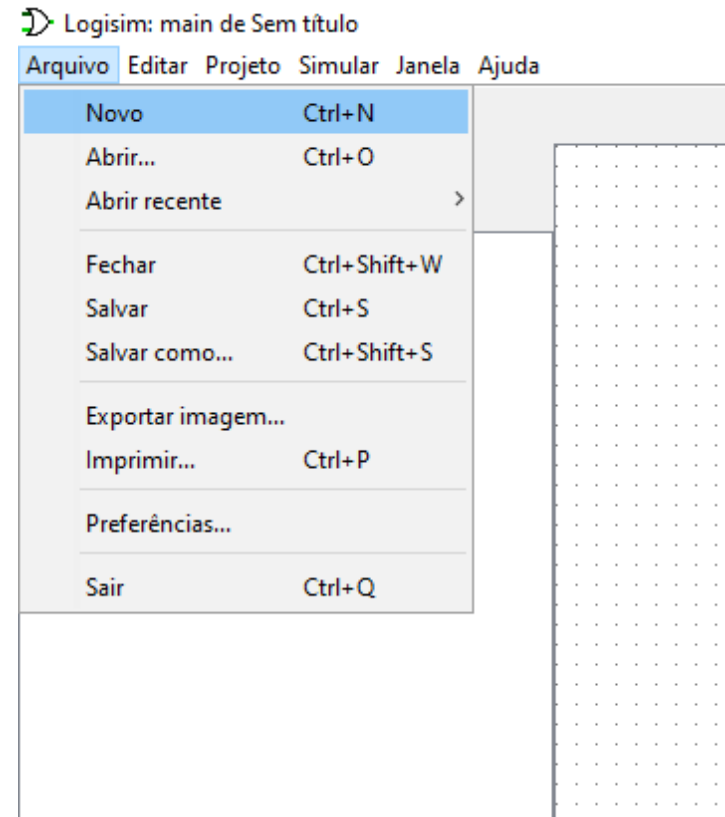 Logisim: main de Sem título
Arquivo Editar Projeto Simular Janela Ajuda
Novo Ctrl+N
Abrir... Ctrl+O
Abrir recente
Fechar Ctrl+Shift+W
Salvar Ctrl+S
Salvar como... Ctrl+Shift+S
Exportar imagem...
Imprimir... Ctrl+P
Preferências...
Sair Ctrl+Q